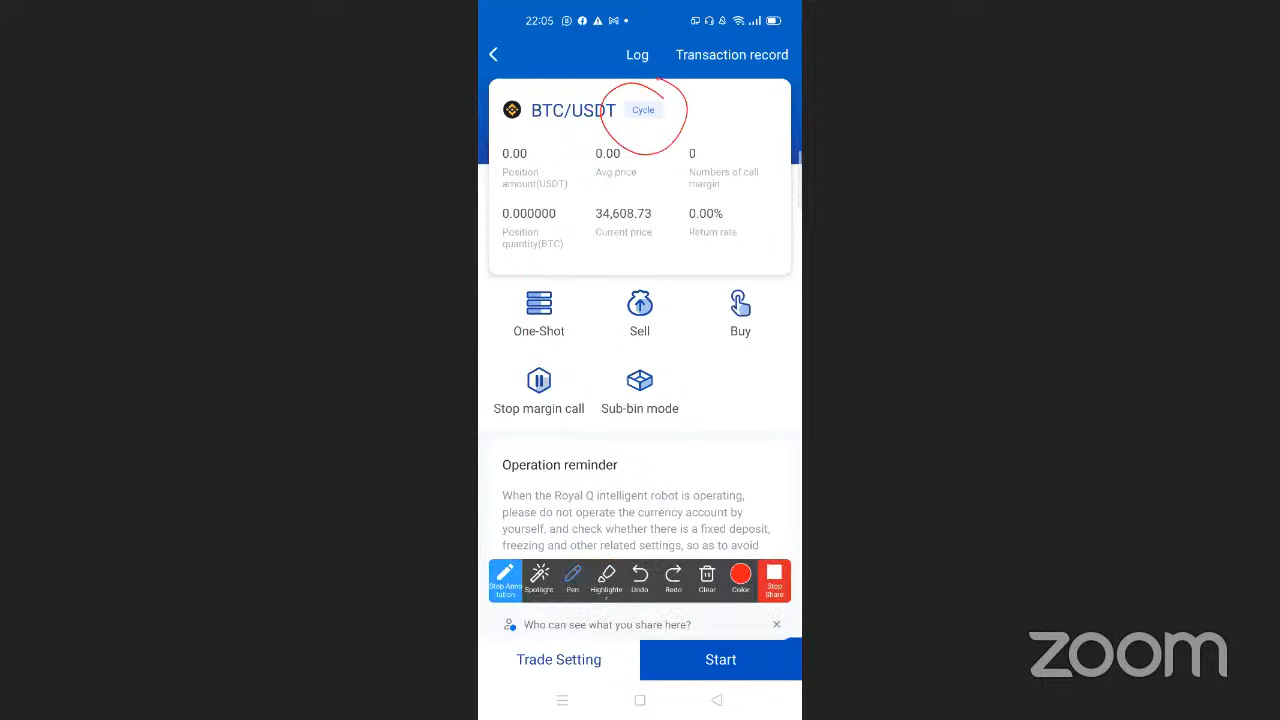 22:05
Log Transaction record
BTC/USDT Cycle
0.00 0.00 0
Position Avg price Numbers of call
amount(USDT) margin
0.000000 34,608.73 0.00%
Position Current price Return rate
quantity(BTC)
One-Shot Sell Buy
Stop margin call Sub-bin mode
Operation reminder
When the Royal Q intelligent robot is operating,
please do not operate the currency account by
yourself, and check whether there is a fixed deposit,
freezing and other related settings, so as to avoid
Stop Anno Spotlight Pen Highlighte Undo Redo Clear Color Stop
tation r Share
Who can see what you share here?
Trade Setting Start
zoom